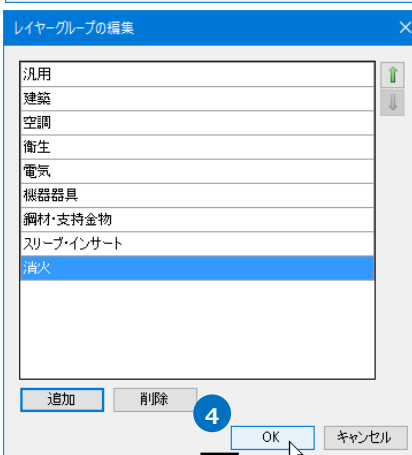 レイヤーグループの編集
汎用
建築
空調
衛生
電気
機器器具
鋼材・支持金物
スリーブ・インサート
消火
追加 削除
4
OK キャンセル